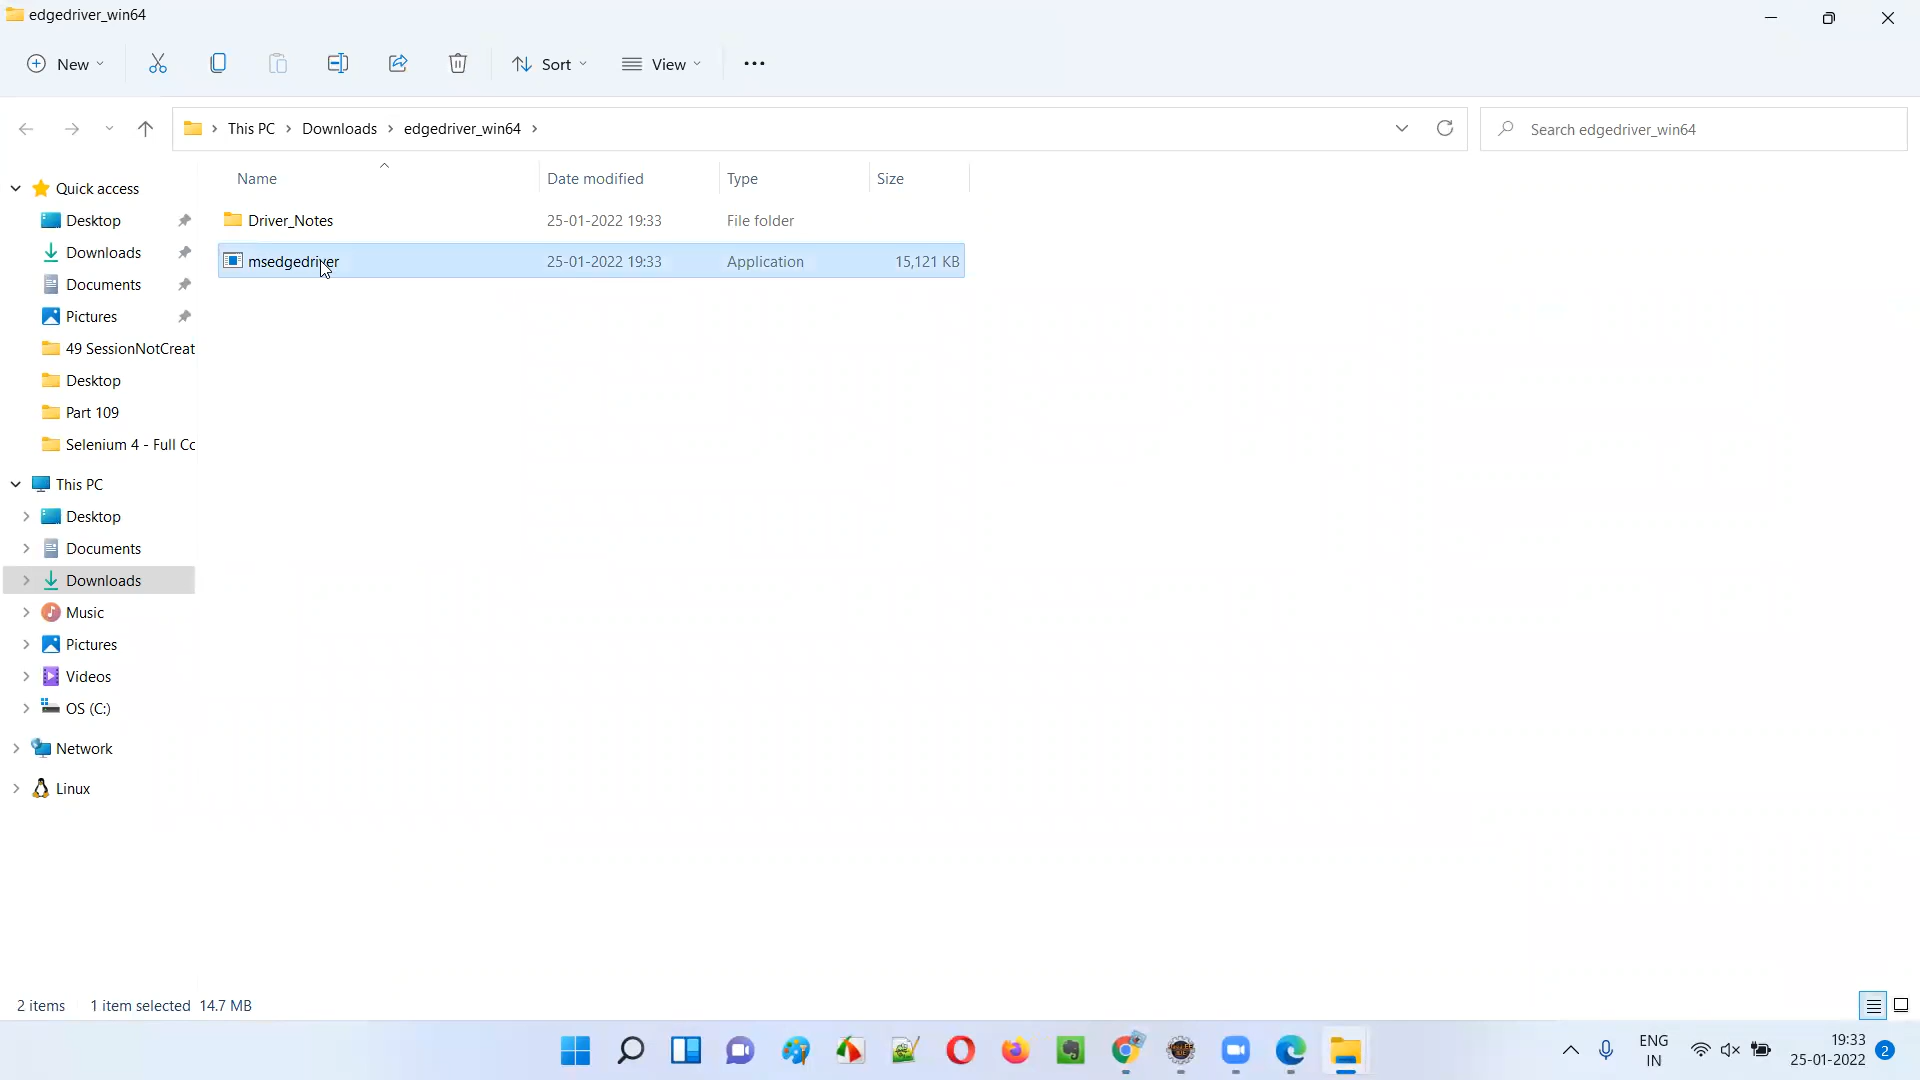 edgedriver_win64
New
Sort
View
This PC
Downloads
edgedriver_win64
Search edgedriver_win64
Name
Date modified
Type
Size
Driver_Notes
25-01-2022 19:33
File folder
msedgedriver
25-01-2022 19:33
Application
15,121 KB
Quick access
Desktop
Downloads
Documents
Pictures
49 SessionNotCreat
Desktop
Part 109
Selenium 4 - Full Cc
This PC
Desktop
Documents
Downloads
Music
Pictures
Videos
OS (C:)
Network
Linux
2 items
1 item selected 14.7 MB
ENG
IN
19:33
25-01-2022
2